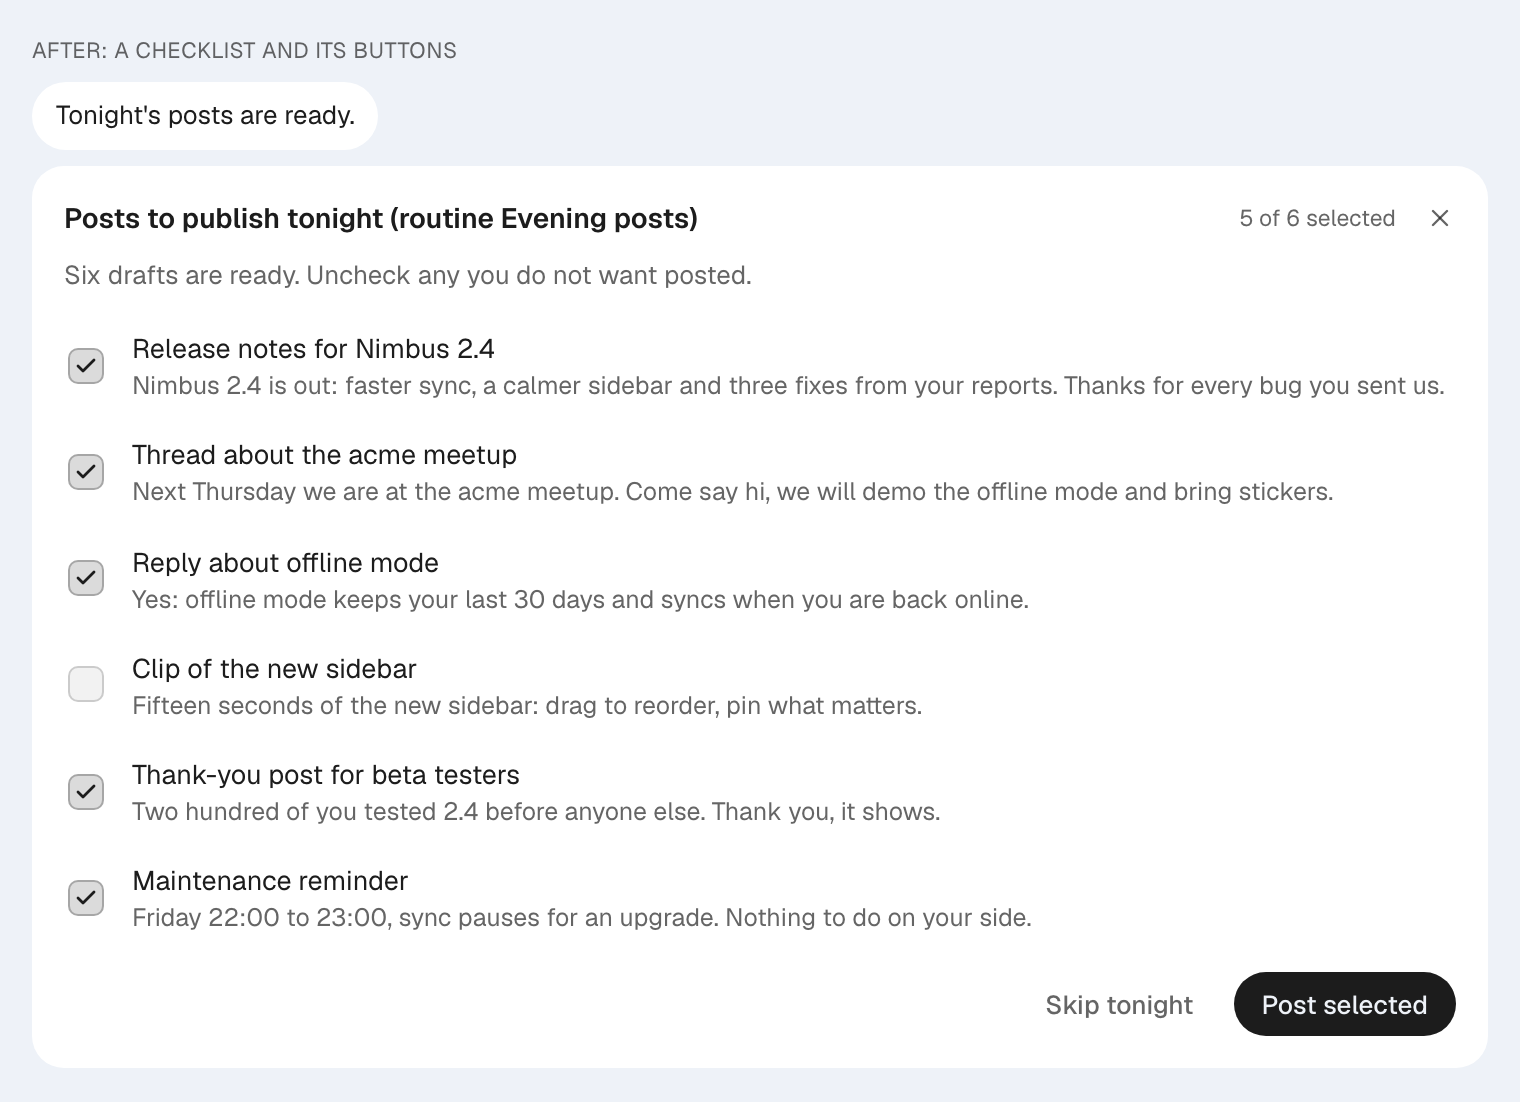 AFTER: A CHECKLIST AND ITS BUTTONS
Tonight's posts are ready.
Posts to publish tonight (routine Evening posts)
5 of 6 selected
Six drafts are ready. Uncheck any you do not want posted.
Release notes for Nimbus 2.4
Nimbus 2.4 is out: faster sync, a calmer sidebar and three fixes from your reports. Thanks for every bug you sent us.
Thread about the acme meetup
Next Thursday we are at the acme meetup. Come say hi, we will demo the offline mode and bring stickers.
Reply about offline mode
Yes: offline mode keeps your last 30 days and syncs when you are back online.
Clip of the new sidebar
Fifteen seconds of the new sidebar: drag to reorder, pin what matters.
Thank-you post for beta testers
Two hundred of you tested 2.4 before anyone else. Thank you, it shows.
Maintenance reminder
Friday 22:00 to 23:00, sync pauses for an upgrade. Nothing to do on your side.
Skip tonight
Post selected